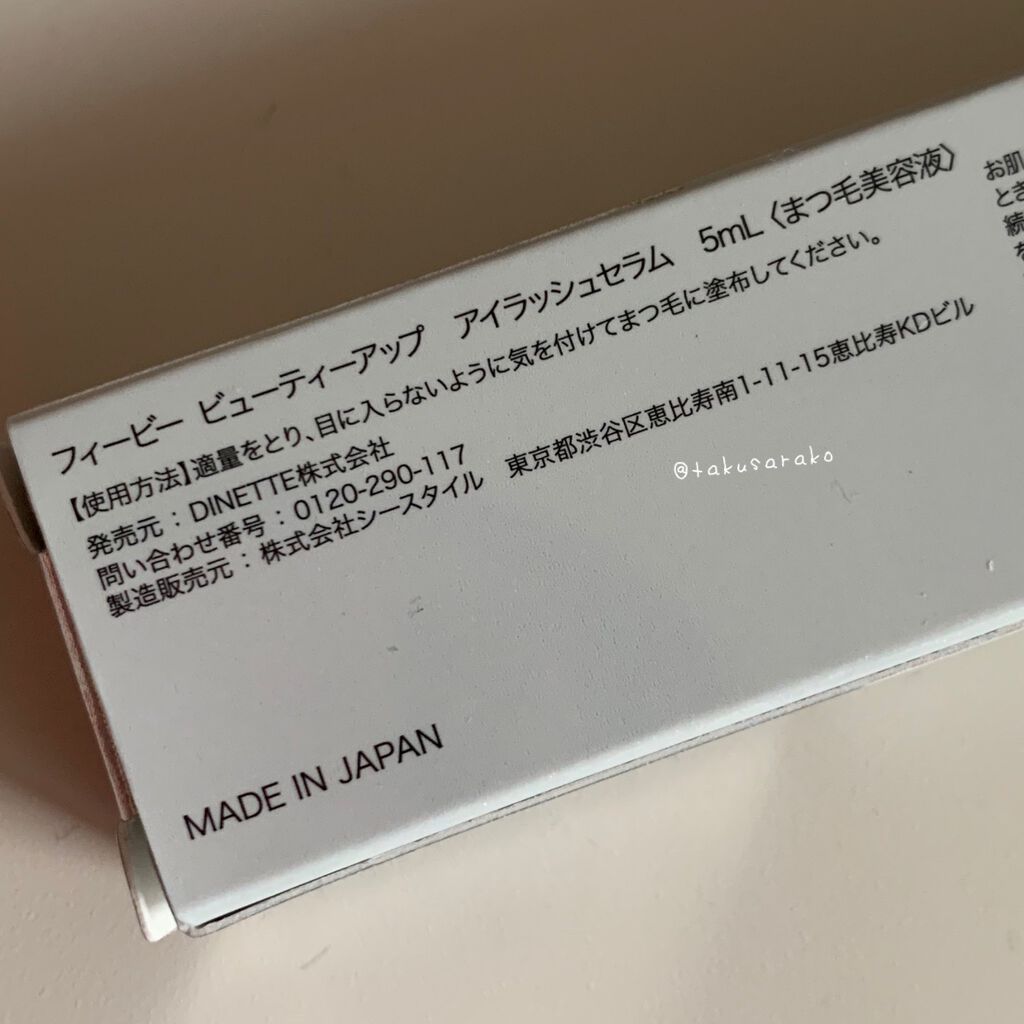 フィービー ビューティーアップ アイラッシュセラム 5mL〈まつ毛美容液〉
【使用方法】適量をとり、目に入らないように気を付けてまつ毛に塗布してください。
発売元：DINETTE株式会社
問い合わせ番号：0120-290-117
製造販売元：株式会社シースタイル 東京都渋谷区恵比寿南1-11-15恵比寿KDビル
MADE IN JAPAN
お肌
とき
続
を
@takusarako